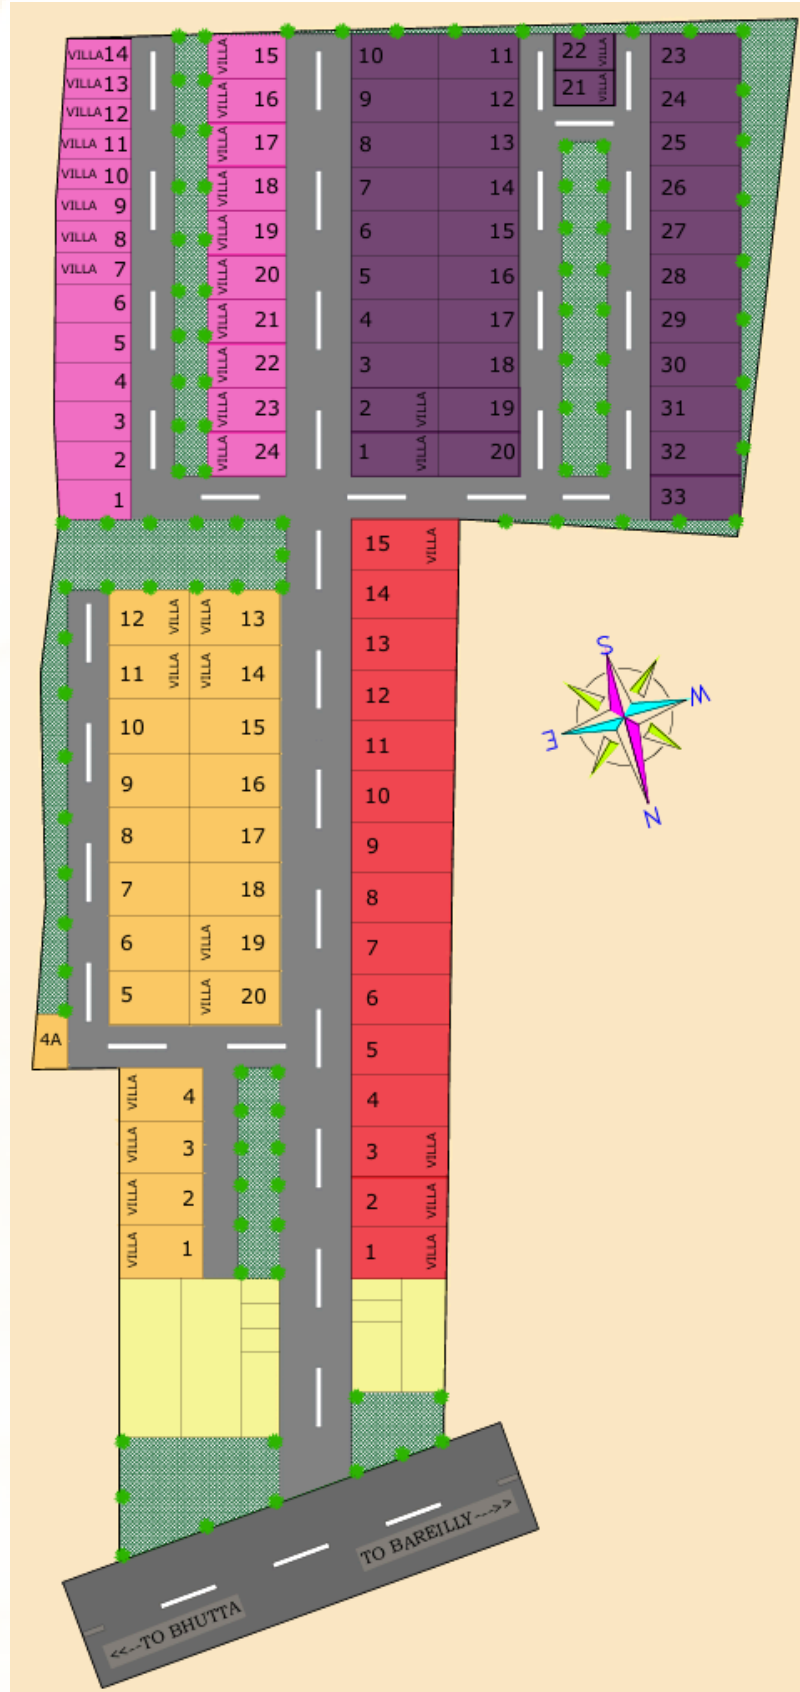 VILLA 14
VILLA 13
VILLA 12
VILLA 11
VILLA 10
VILLA 9
VILLA 8
VILLA 7
6
5
4
3
2
1
VILLA 15
VILLA 16
VILLA 17
VILLA 18
VILLA 19
VILLA 20
VILLA 21
VILLA 22
VILLA 23
VILLA 24
10 11
9 12
8 13
7 14
6 15
5 16
4 17
3 18
2 VILLA 19
1 VILLA 20
22 VILLA
21 VILLA
23
24
25
26
27
28
29
30
31
32
33
12 VILLA VILLA 13
11 VILLA VILLA 14
10 15
9 16
8 17
7 18
6 VILLA 19
5 VILLA 20
4A
VILLA 4
VILLA 3
VILLA 2
VILLA 1
15 VILLA
14
13
12
11
10
9
8
7
6
5
4
3 VILLA
2 VILLA
1 VILLA
S
W
E
N
TO BAREILLY--->>
<<--TO BHUTTA